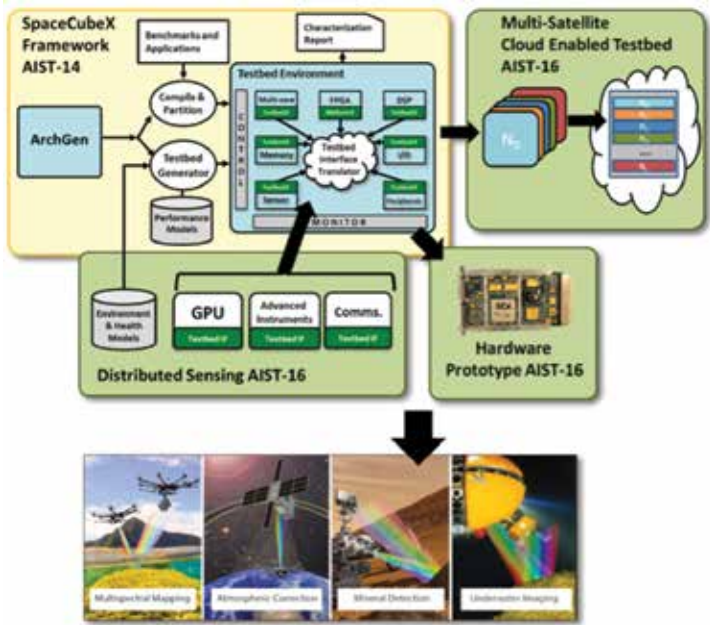 SpaceCubeX
Framework
AIST-14
Benchmarks and
Applications
Characterization
Report
Multi-Satellite
Cloud Enabled Testbed
AIST-16
ArchGen
Compile &
Partition
Testbed
Generator
Performance
Models
Testbed Environment
CONTROL
Multi-core
FPGA
DSP
Memory
Testbed
Interface
Translator
I/O
Sensor
Peripherals
MONITOR
Environment
& Health
Models
GPU
Testbed IF
Advanced
Instruments
Testbed IF
Comms.
Testbed IF
Distributed Sensing AIST-16
Hardware
Prototype AIST-16
Multispectral Mapping
Atmospheric Correction
Mineral Detection
Underwater Imaging